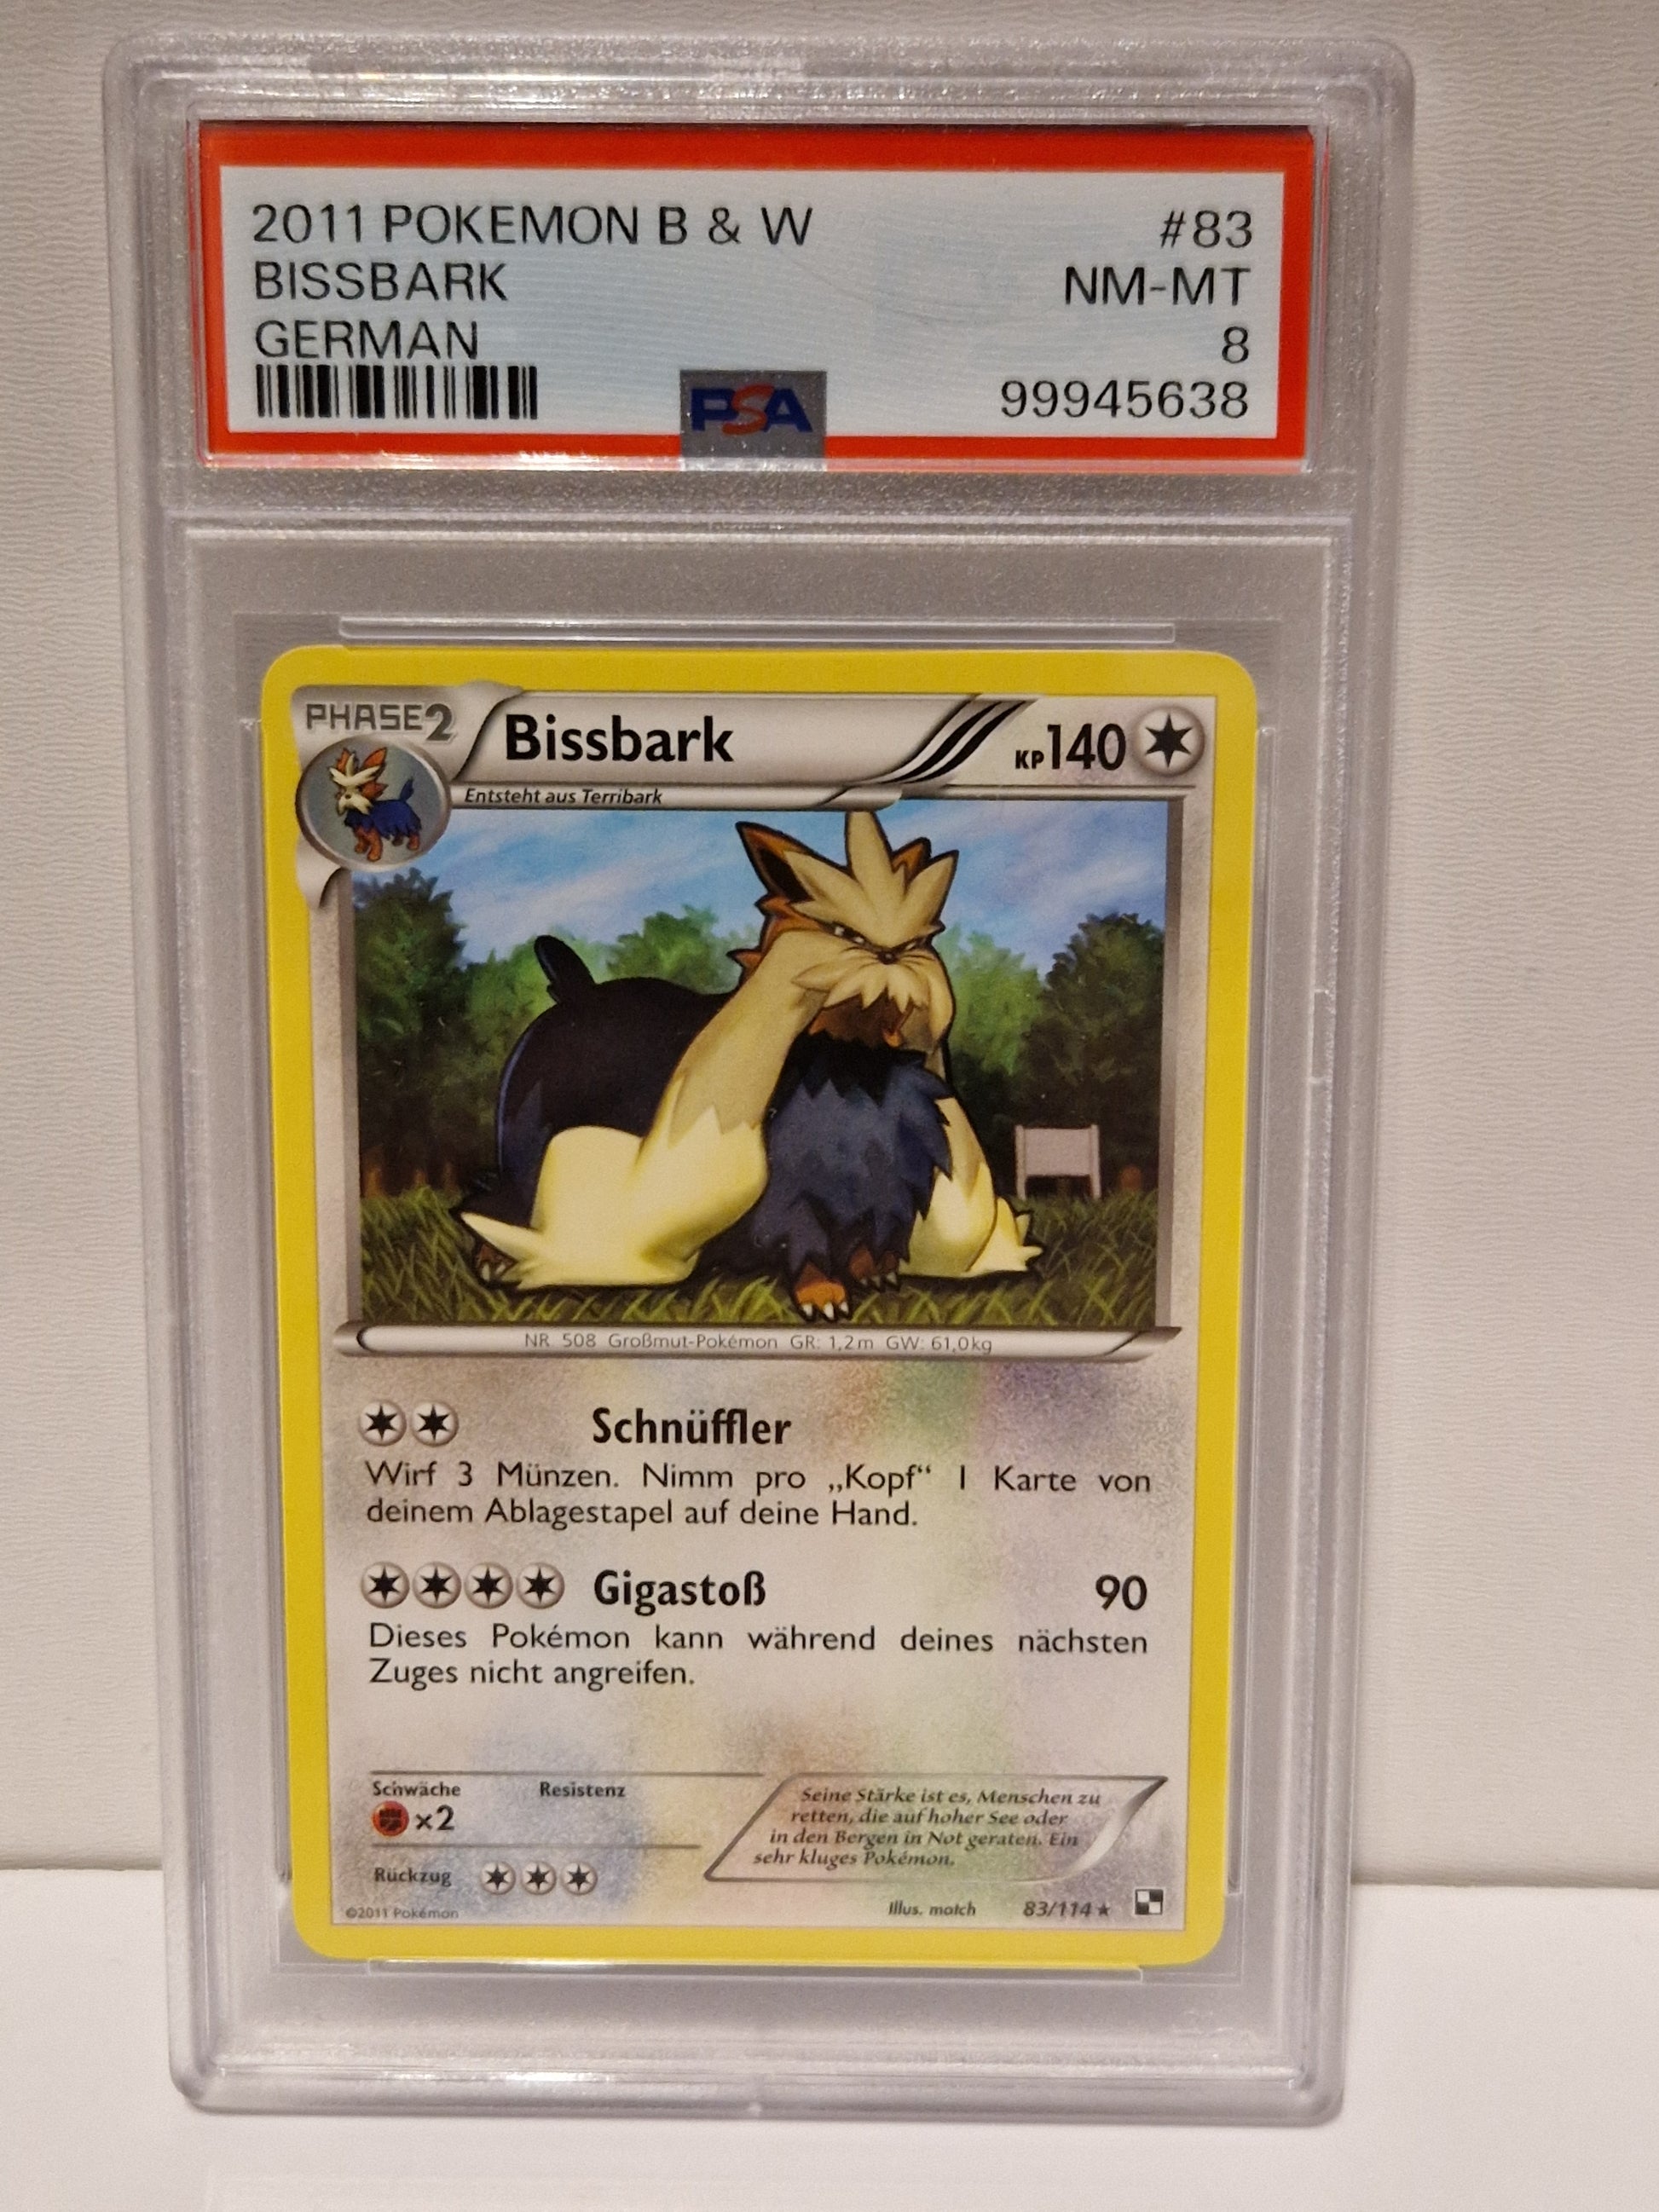 2011 POKEMON B & W #83
BISSBARK NM-MT
GERMAN 8
PSA 99945638
PHASE2 Bissbark KP140
Entsteht aus Terribark
NR. 508 Großmut-Pokémon GR: 1,2m GW: 61,0kg
Schnüffler
Wirf 3 Münzen. Nimm pro „Kopf“ 1 Karte von
deinem Ablagestapel auf deine Hand.
Gigastoß 90
Dieses Pokémon kann während deines nächsten
Zuges nicht angreifen.
Schwäche Resistenz
x2
Rückzug
Seine Stärke ist es, Menschen zu
retten, die auf hoher See oder
in den Bergen in Not geraten. Ein
sehr kluges Pokémon.
©2011 Pokémon Illus. match 83/114 ★